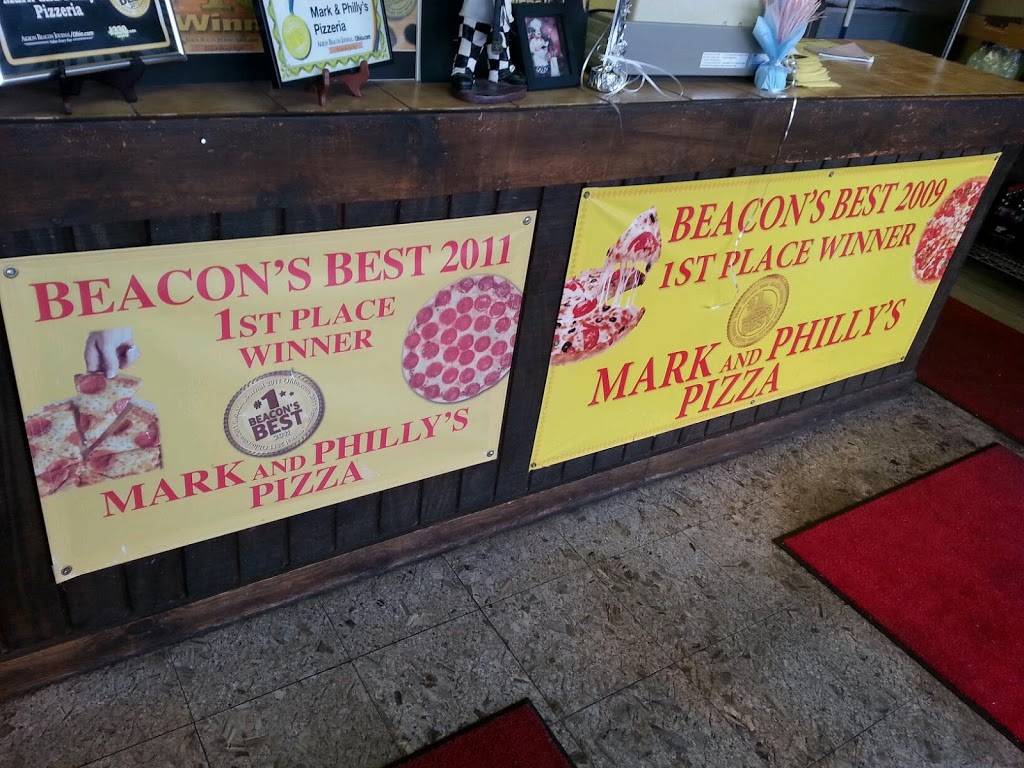 Pizzeria
Mark & Philly's
Pizzeria
Winn
BEACON'S BEST 2011
1ST PLACE
WINNER
#1
BEACON'S
BEST
MARK AND PHILLY'S
PIZZA
BEACON'S BEST 2009
1ST PLACE WINNER
MARK AND PHILLY'S
PIZZA